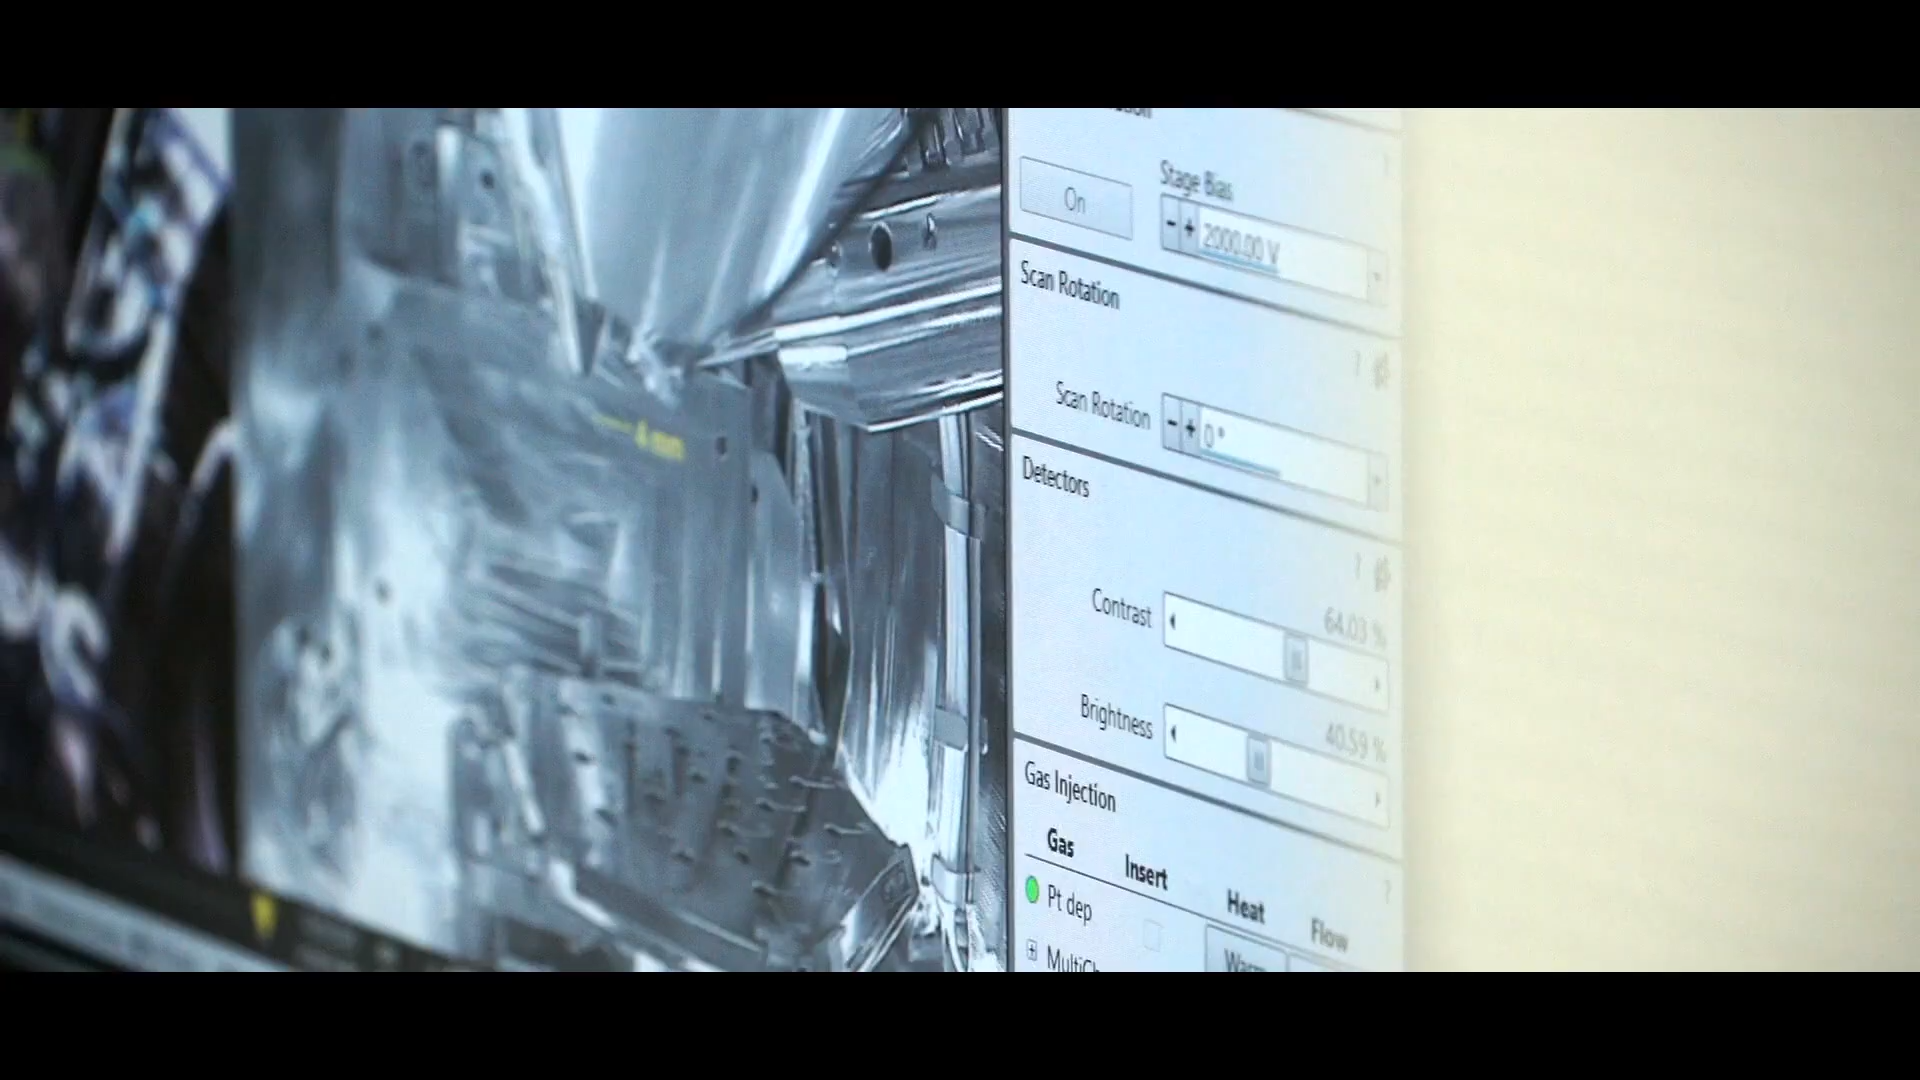 On
Stage Bias
- + 2000.00 V
Scan Rotation
?
Scan Rotation
- + 0°
4 mm
Detectors
?
Contrast
64.03 %
Brightness
40.59 %
Gas Injection
?
Gas Insert Heat Flow
Pt dep
Warm